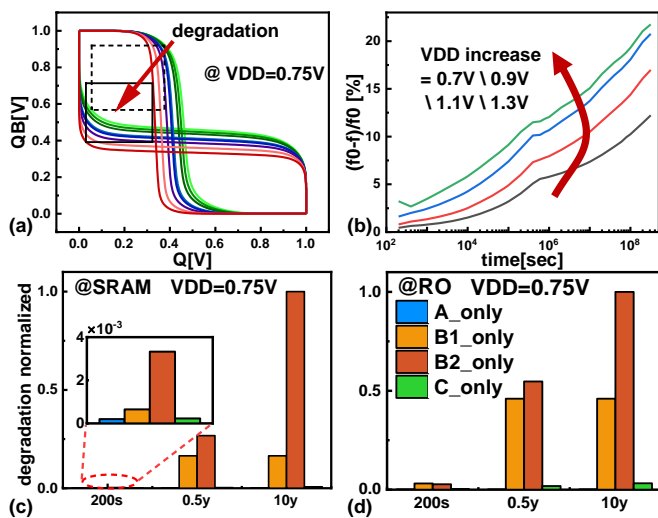 degradation
@ VDD=0.75V
1.0
0.8
0.6
0.4
0.2
0.0
QB[V]
0.0 0.2 0.4 0.6 0.8 1.0
Q[V]
(a)
VDD increase
= 0.7V \ 0.9V
\ 1.1V \ 1.3V
20
15
10
5
0
(f0-f)/f0 [%]
10² 10⁴ 10⁶ 10⁸
time[sec]
(b)
@SRAM VDD=0.75V
×10⁻³
4
2
0
1.0
0.5
0.0
degradation normalized
200s 0.5y 10y
(c)
@RO VDD=0.75V
A_only
B1_only
B2_only
C_only
1.0
0.5
0.0
200s 0.5y 10y
(d)